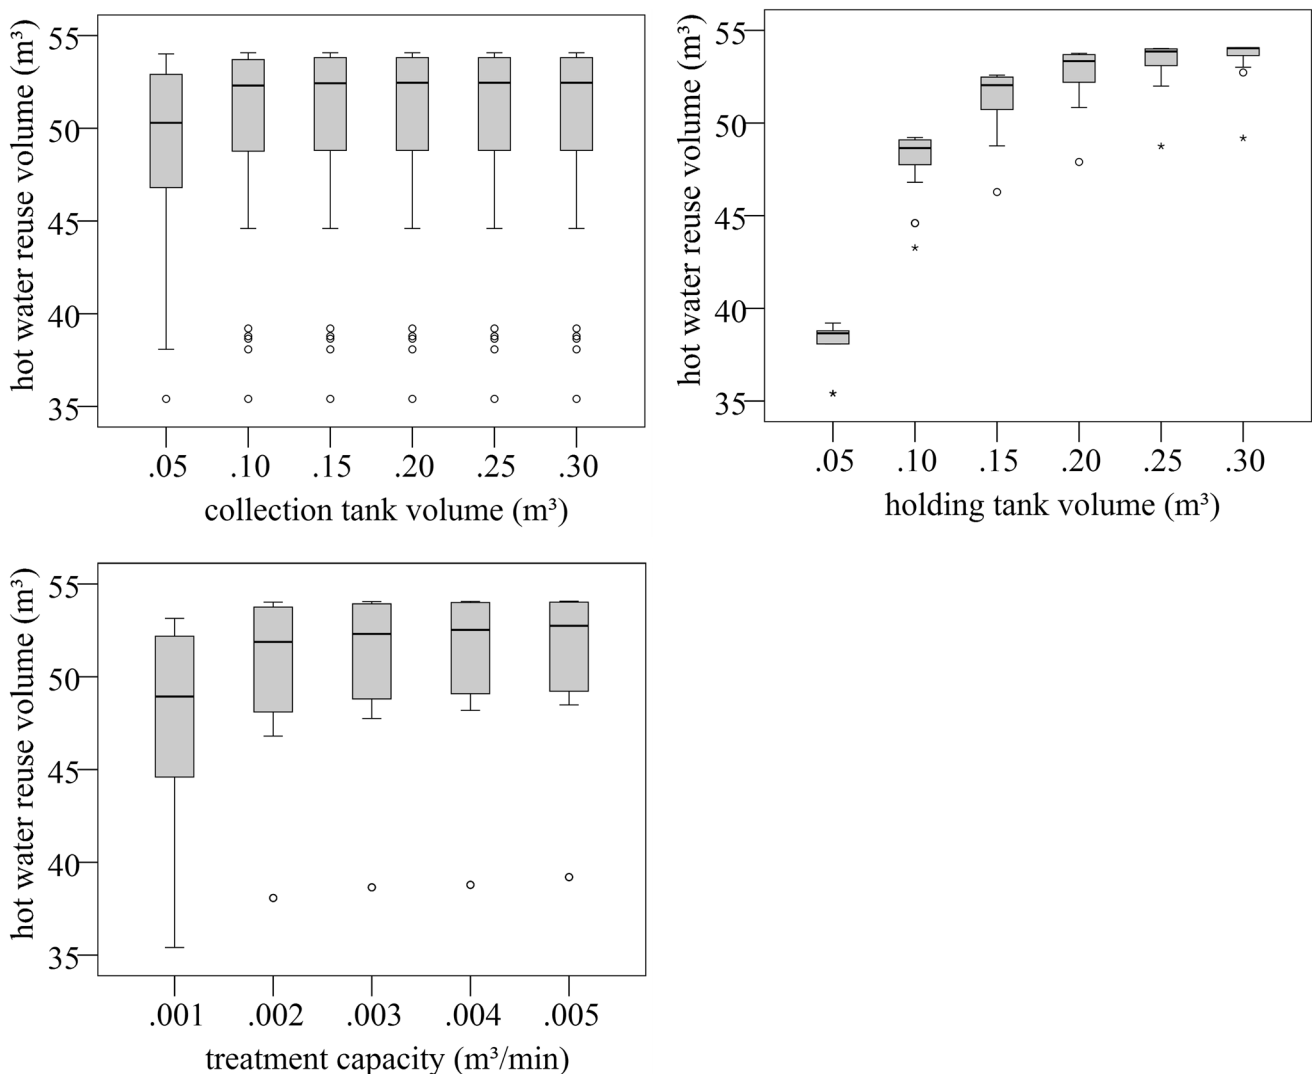 hot water reuse volume (m³)
55
50
45
40
35
.05 .10 .15 .20 .25 .30
collection tank volume (m³)
hot water reuse volume (m³)
55
50
45
40
35
.05 .10 .15 .20 .25 .30
holding tank volume (m³)
hot water reuse volume (m³)
55
50
45
40
35
.001 .002 .003 .004 .005
treatment capacity (m³/min)